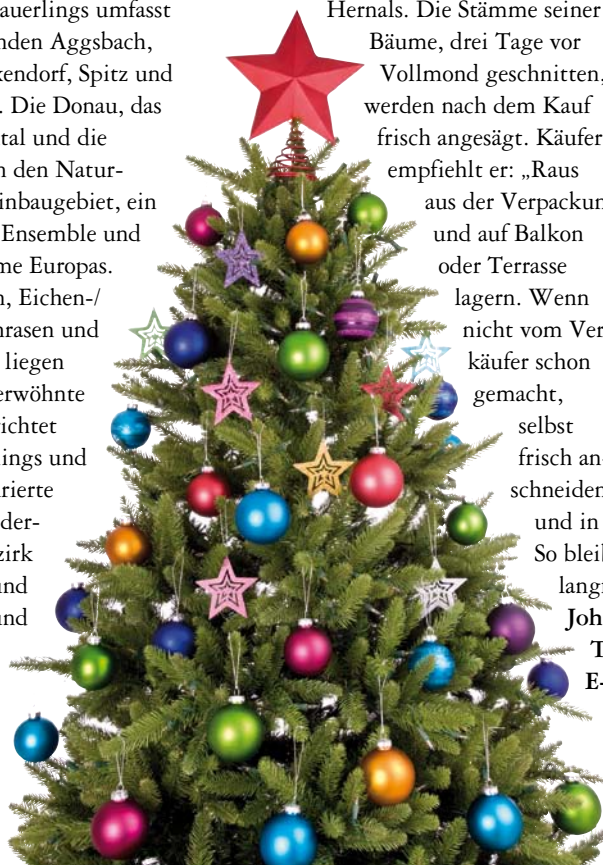 auerlings umfasst
nden Aggsbach,
kendorf, Spitz und
. Die Donau, das
tal und die
n den Natur-
inbaugebiet, ein
Ensemble und
me Europas.
n, Eichen-/
nrasen und
liegen
erwöhnte
ichtet
lings und
rierte
der-
zirk
und
und
Hernals. Die Stämme seiner
Bäume, drei Tage vor
Vollmond geschnitten,
werden nach dem Kauf
frisch angesägt. Käufer
empfiehlt er: „Raus
aus der Verpackun
und auf Balkon
oder Terrasse
lagern. Wenn
nicht vom Ver
käufer schon
gemacht,
selbst
frisch an
schneiden
und in
So bleib
langf
Joh
T
E-